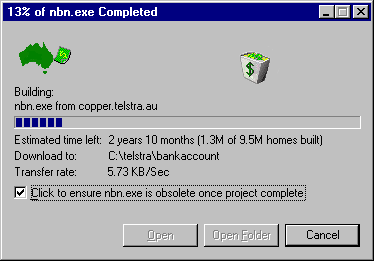 13% of nbn.exe Completed
$
Building:
nbn.exe from copper.telstra.au
Estimated time left: 2 years 10 months (1.3M of 9.5M homes built)
Download to: C:\telstra\bankaccount
Transfer rate: 5.73 KB/Sec
Click to ensure nbn.exe is obsolete once project complete
Open Open Folder Cancel